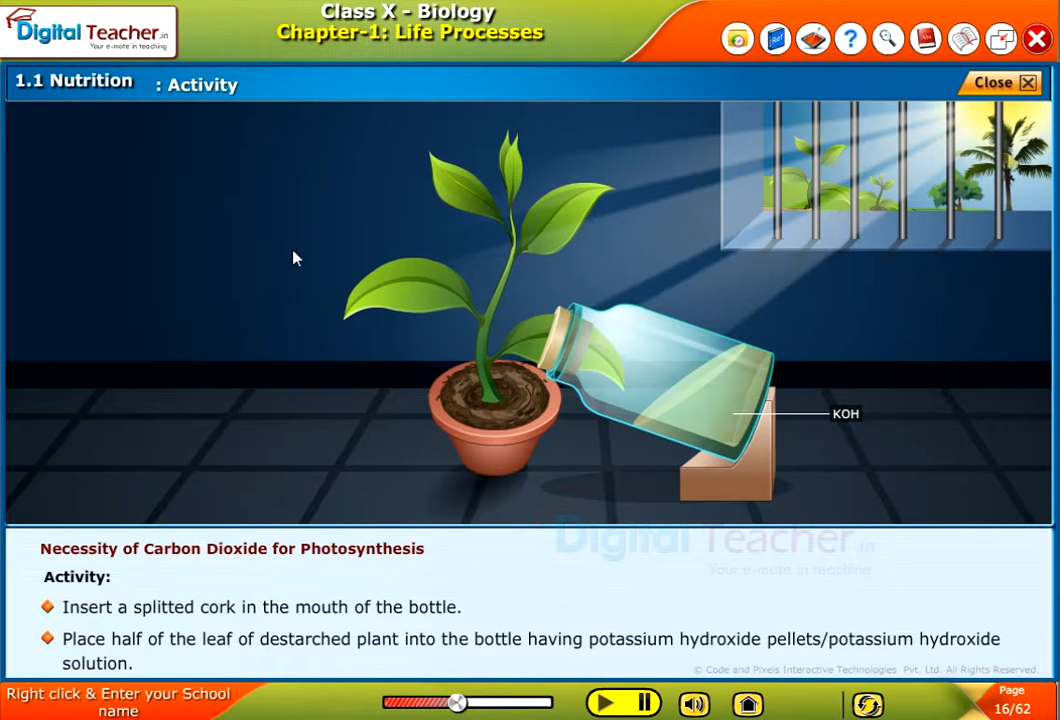 Class X - Biology
Digital Teacher.in
Your e-mate in teaching
Chapter-1: Life Processes
1.1 Nutrition : Activity
Close
KOH
Digital Teacher.in
Your e-mate in teaching
Necessity of Carbon Dioxide for Photosynthesis
Activity:
Insert a splitted cork in the mouth of the bottle.
Place half of the leaf of destarched plant into the bottle having potassium hydroxide pellets/potassium hydroxide
solution.
© Code and Pixels Interactive Technologies. Pvt. Ltd. All Rights Reserved.
Right click & Enter your School
name
Page
16/62